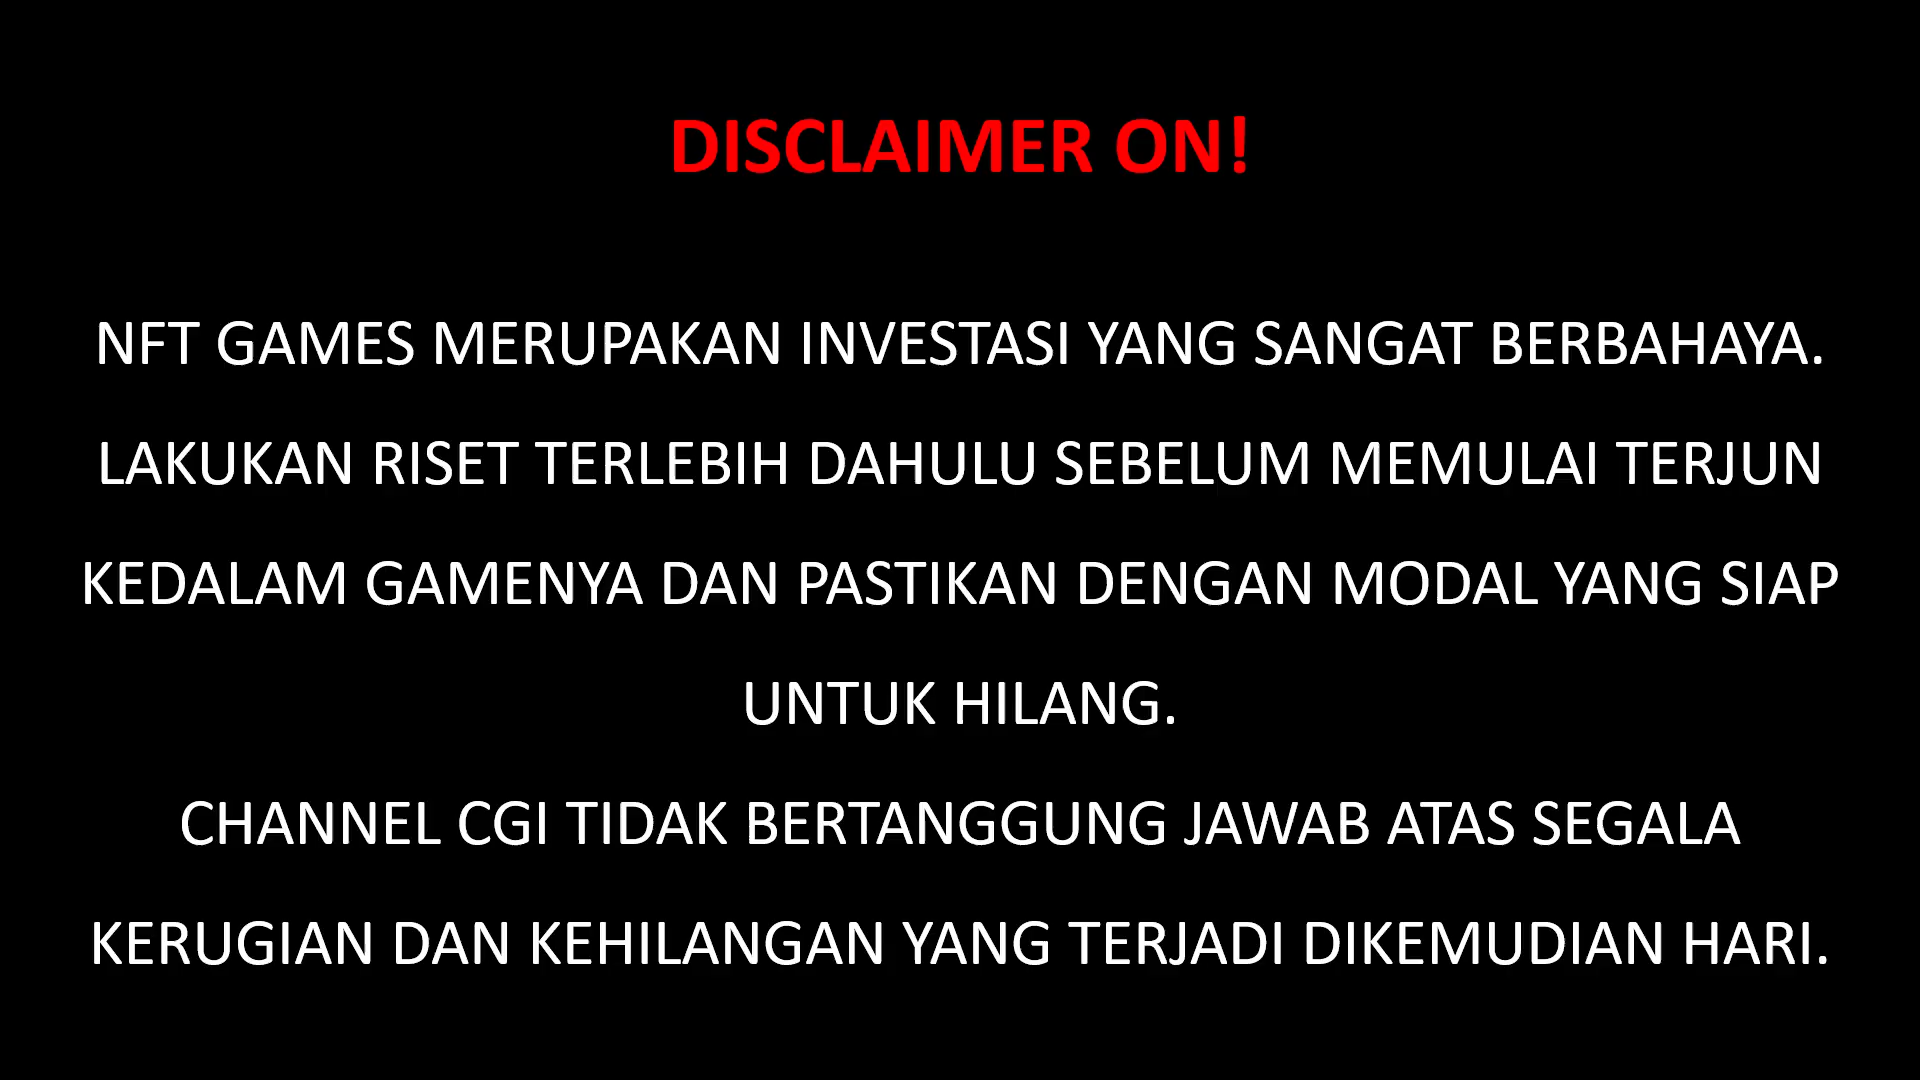 DISCLAIMER ON!
NFT GAMES MERUPAKAN INVESTASI YANG SANGAT BERBAHAYA.
LAKUKAN RISET TERLEBIH DAHULU SEBELUM MEMULAI TERJUN
KEDALAM GAMENYA DAN PASTIKAN DENGAN MODAL YANG SIAP
UNTUK HILANG.
CHANNEL CGI TIDAK BERTANGGUNG JAWAB ATAS SEGALA
KERUGIAN DAN KEHILANGAN YANG TERJADI DIKEMUDIAN HARI.